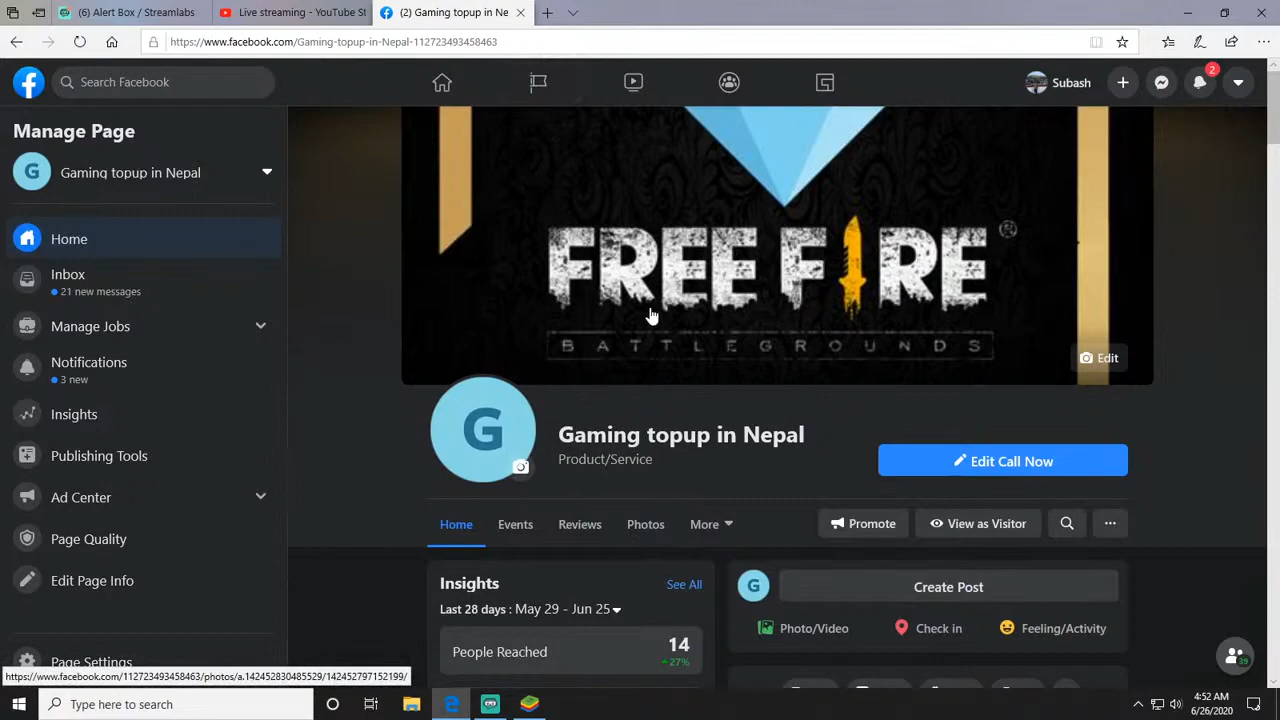 (6) Alert Box / Streamlabs
Live streaming - YouTube St
(2) Gaming topup in Ne
https://www.facebook.com/Gaming-topup-in-Nepal-112723493458463
Search Facebook
Subash
2
Manage Page
G
Gaming topup in Nepal
Home
Inbox
21 new messages
Manage Jobs
Notifications
3 new
Insights
Publishing Tools
Ad Center
Page Quality
Edit Page Info
Page Settings
FREE FIRE ®
BATTLEGROUNDS
Edit
G
Gaming topup in Nepal
Product/Service
Edit Call Now
Home
Events
Reviews
Photos
More
Promote
View as Visitor
Insights
See All
Last 28 days : May 29 - Jun 25
People Reached
14
27%
G
Create Post
Photo/Video
Check in
Feeling/Activity
39
https://www.facebook.com/112723493458463/photos/a.142452830485529/142452797152199/
Type here to search
4:52 AM
6/26/2020